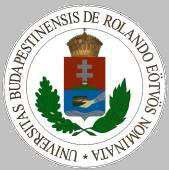 UNIVERSITAS BUDAPESTINENSIS DE ROLANDO EÖTVÖS NOMINATA